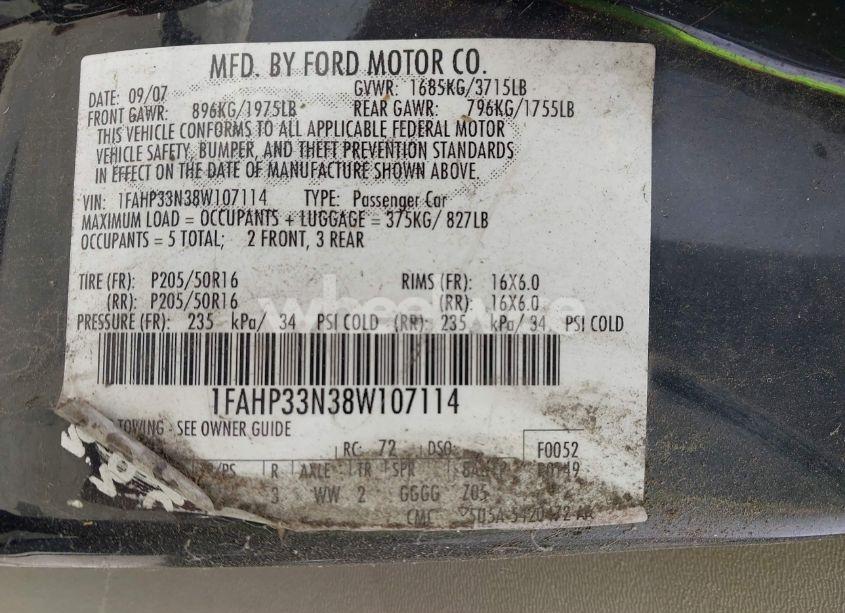 MFD. BY FORD MOTOR CO.
DATE: 09/07 GVWR: 1685KG/3715LB
FRONT GAWR: 896KG/1975LB REAR GAWR: 796KG/1755LB
THIS VEHICLE CONFORMS TO ALL APPLICABLE FEDERAL MOTOR
VEHICLE SAFETY, BUMPER, AND THEFT PREVENTION STANDARDS
IN EFFECT ON THE DATE OF MANUFACTURE SHOWN ABOVE.
VIN: 1FAHP33N38W107114 TYPE: Passenger Car
MAXIMUM LOAD = OCCUPANTS + LUGGAGE = 375KG/ 827LB
OCCUPANTS = 5 TOTAL; 2 FRONT, 3 REAR
TIRE (FR): P205/50R16 RIMS (FR): 16X6.0
(RR): P205/50R16 (RR): 16X6.0
PRESSURE (FR): 235 kPa/ 34 PSI COLD (RR): 235 kPa/ 34 PSI COLD
1FAHP33N38W107114
TOWING - SEE OWNER GUIDE
RC: 72 DSO: F0052
/PS R AXLE TR SPR
3 WW 2 GGGG Z05
CMC